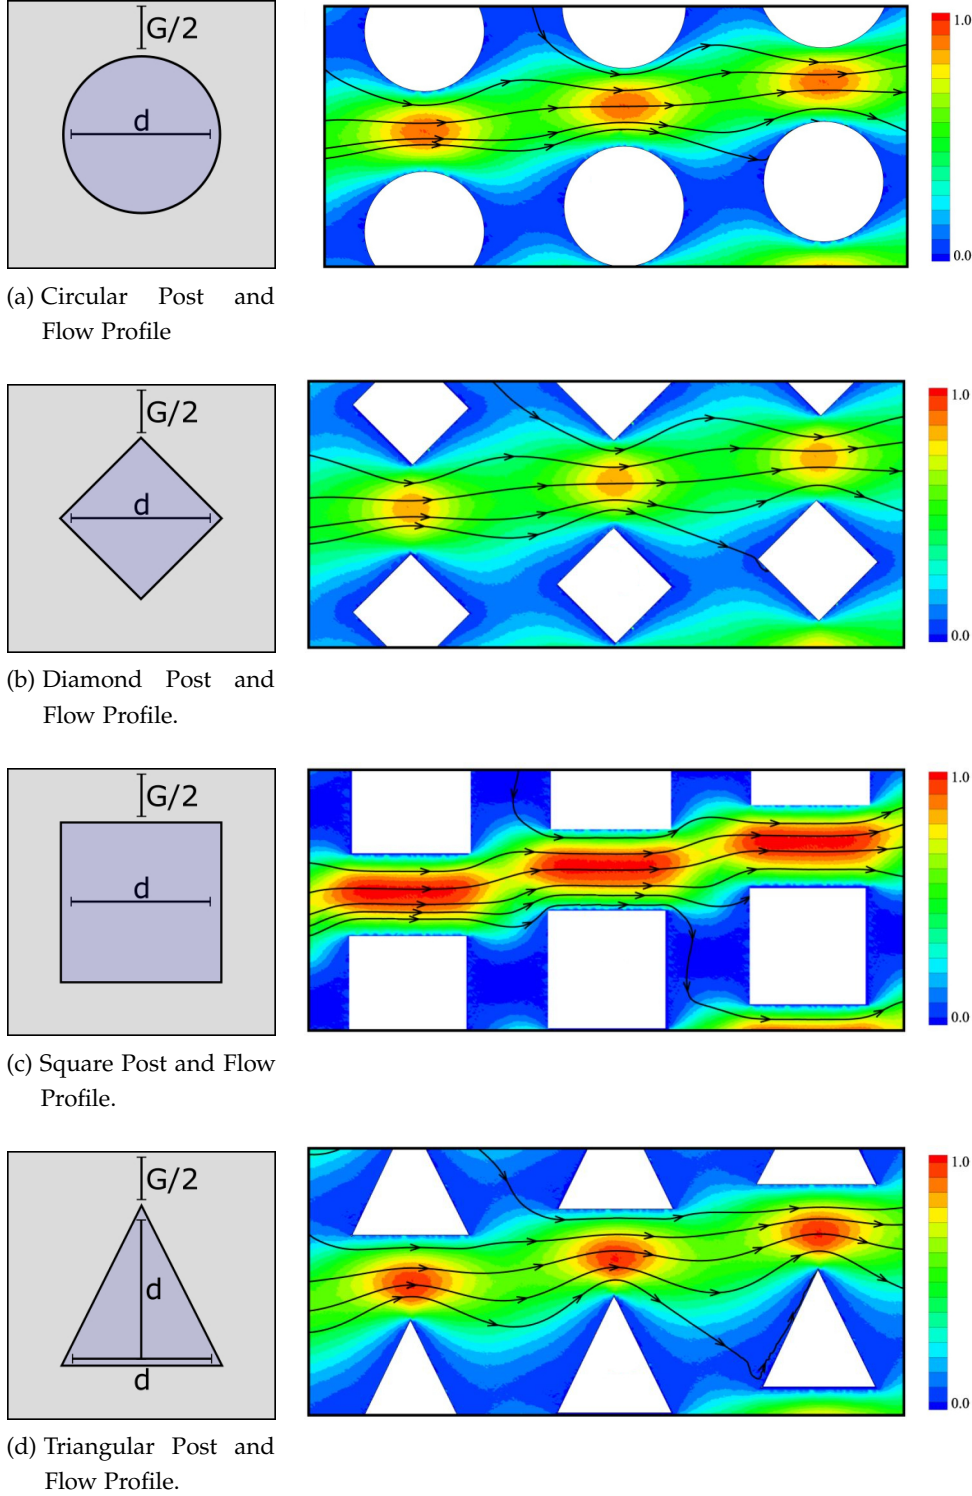 G/2
d
1.0
0.0
(a) Circular Post and
Flow Profile
G/2
d
1.0
0.0
(b) Diamond Post and
Flow Profile.
G/2
d
1.0
0.0
(c) Square Post and Flow
Profile.
G/2
d
d
1.0
0.0
(d) Triangular Post and
Flow Profile.